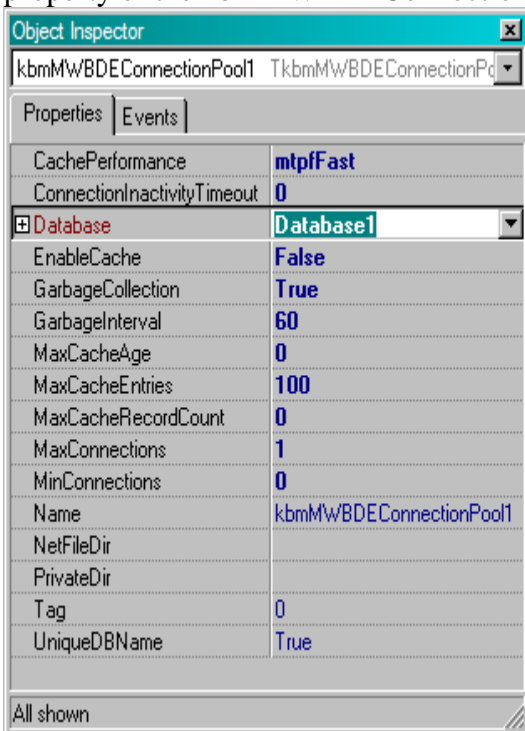 Object Inspector
kbmMWBDEConnectionPool1 TkbmMWBDEConnectionPo
Properties Events
CachePerformance mtpfFast
ConnectionInactivityTimeout 0
Database Database1
EnableCache False
GarbageCollection True
GarbageInterval 60
MaxCacheAge 0
MaxCacheEntries 100
MaxCacheRecordCount 0
MaxConnections 1
MinConnections 0
Name kbmMWBDEConnectionPool1
NetFileDir
PrivateDir
Tag 0
UniqueDBName True
All shown